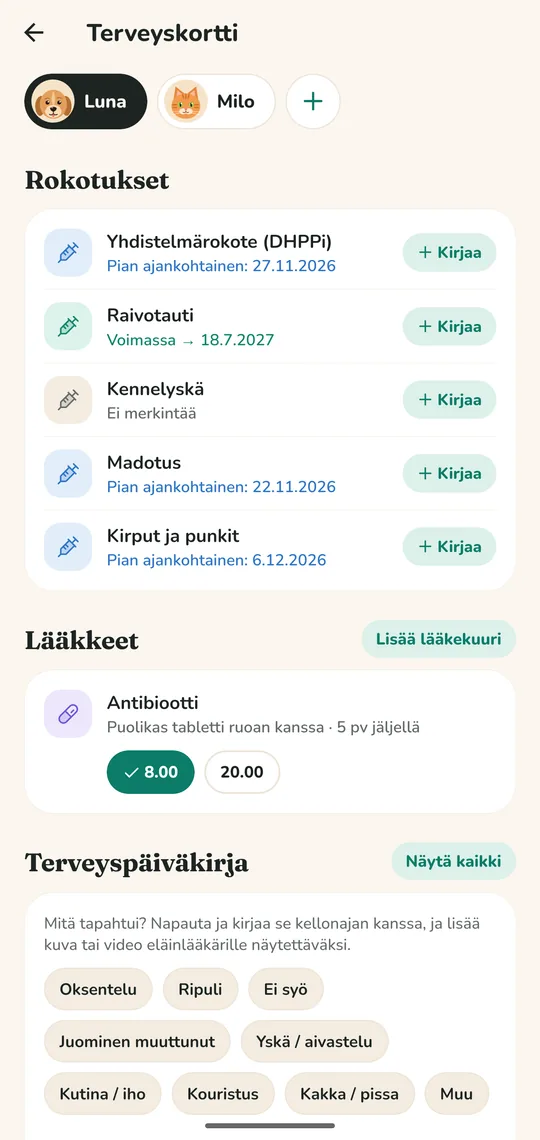 Terveyskortti
Luna
Milo
Rokotukset
Yhdistelmärokote (DHPPi)
Pian ajankohtainen: 27.11.2026
+ Kirjaa
Raivotauti
Voimassa → 18.7.2027
+ Kirjaa
Kennelyskä
Ei merkintää
+ Kirjaa
Madotus
Pian ajankohtainen: 22.11.2026
+ Kirjaa
Kirput ja punkit
Pian ajankohtainen: 6.12.2026
+ Kirjaa
Lääkkeet
Lisää lääkekuuri
Antibiootti
Puolikas tabletti ruoan kanssa · 5 pv jäljellä
✓ 8.00
20.00
Terveyspäiväkirja
Näytä kaikki
Mitä tapahtui? Napauta ja kirjaa se kellonajan kanssa, ja lisää
kuva tai video eläinlääkärille näytettäväksi.
Oksentelu
Ripuli
Ei syö
Juominen muuttunut
Yskä / aivastelu
Kutina / iho
Kouristus
Kakka / pissa
Muu